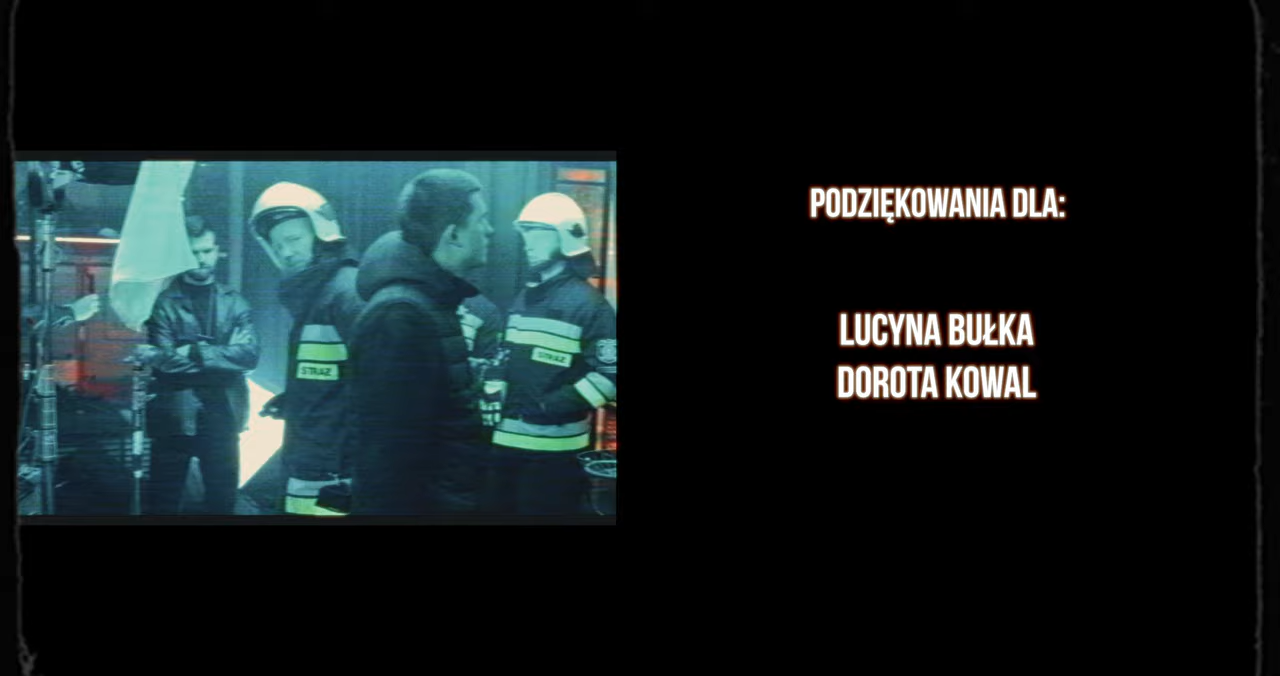 PODZIĘKOWANIA DLA:
LUCYNA BUŁKA
DOROTA KOWAL
STRAŻ
STRAŻ